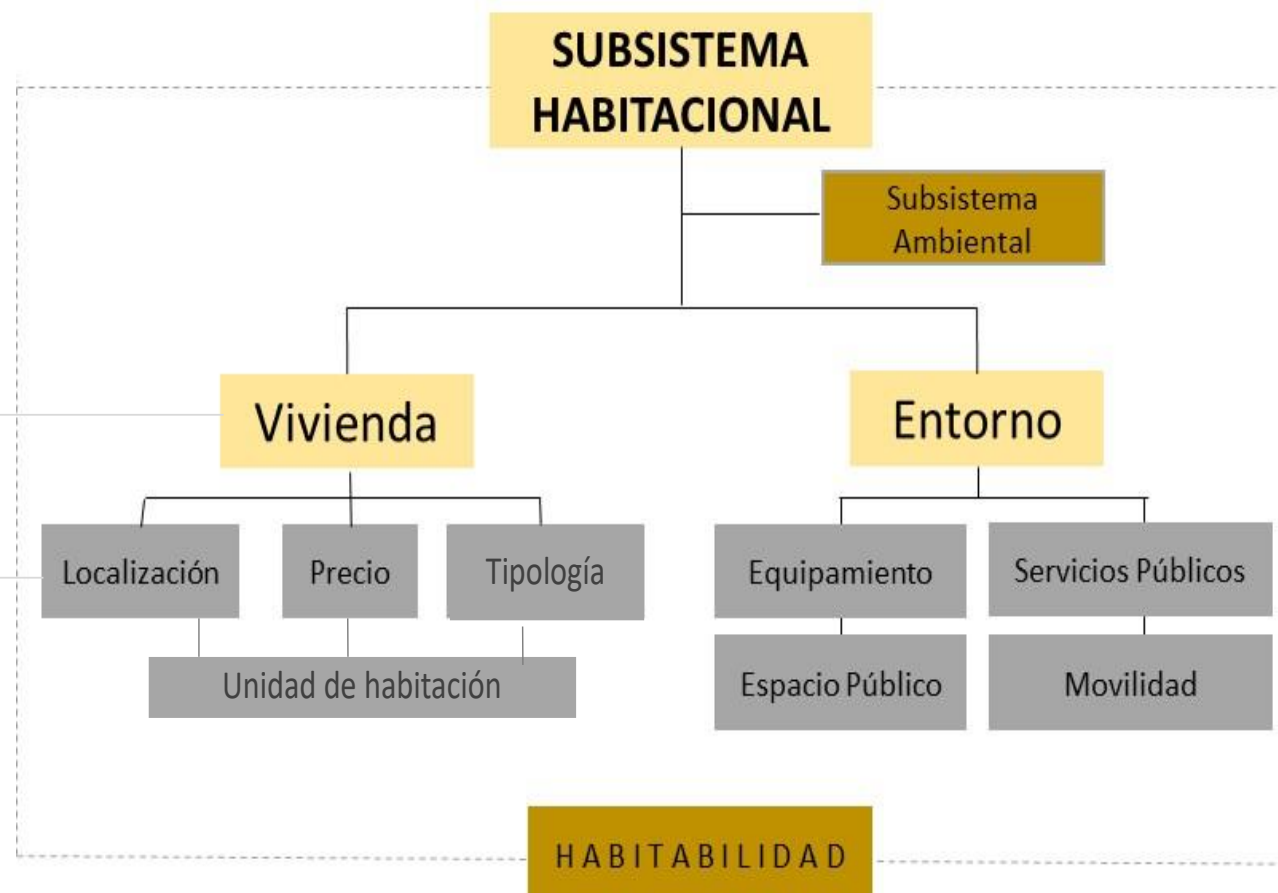 SUBSISTEMA
HABITACIONAL
Subsistema
Ambiental
Vivienda
Entorno
Localización
Precio
Tipología
Equipamiento
Servicios Públicos
Unidad de habitación
Espacio Público
Movilidad
HABITABILIDAD